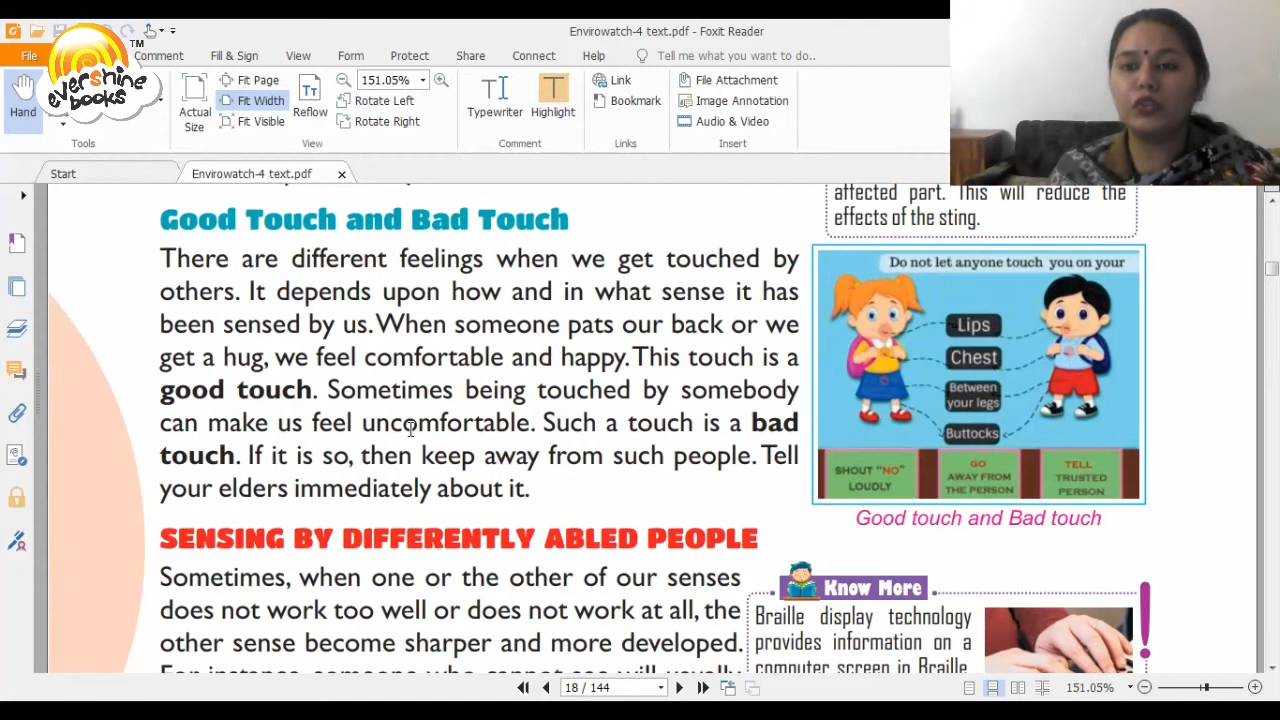 Envirowatch-4 text.pdf - Foxit Reader
File
Comment
Fill & Sign
View
Form
Protect
Share
Connect
Help
Tell me what you want to do..
TM
evershine
books
Hand
Actual
Size
Fit Page
Fit Width
Fit Visible
Reflow
151.05%
Rotate Left
Rotate Right
Typewriter
Highlight
Link
Bookmark
File Attachment
Image Annotation
Audio & Video
Tools
View
Comment
Links
Insert
Start
Envirowatch-4 text.pdf
affected part. This will reduce the
effects of the sting.
Good Touch and Bad Touch
There are different feelings when we get touched by
others. It depends upon how and in what sense it has
been sensed by us. When someone pats our back or we
get a hug, we feel comfortable and happy. This touch is a
good touch. Sometimes being touched by somebody
can make us feel uncomfortable. Such a touch is a bad
touch. If it is so, then keep away from such people. Tell
your elders immediately about it.
Do not let anyone touch you on your
Lips
Chest
Between
your legs
Buttocks
SHOUT "NO"
LOUDLY
GO
AWAY FROM
THE PERSON
TELL
TRUSTED
PERSON
Good touch and Bad touch
SENSING BY DIFFERENTLY ABLED PEOPLE
Sometimes, when one or the other of our senses
does not work too well or does not work at all, the
other sense become sharper and more developed.
For instance, someone who cannot see will usually
Know More
Braille display technology
provides information on a
computer screen in Braille
18 / 144
151.05%